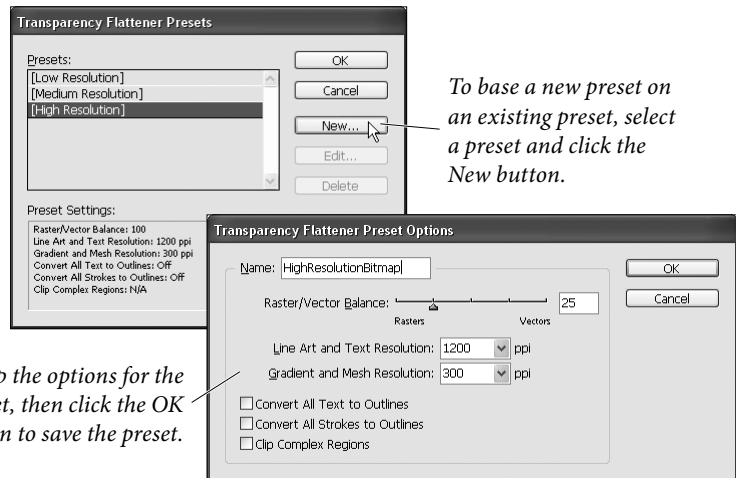 Transparency Flattener Presets
Presets:
[Low Resolution]
[Medium Resolution]
[High Resolution]
OK
Cancel
New...
Edit...
Delete
To base a new preset on
an existing preset, select
a preset and click the
New button.
Preset Settings:
Raster/Vector Balance: 100
Line Art and Text Resolution: 1200 ppi
Gradient and Mesh Resolution: 300 ppi
Convert All Text to Outlines: Off
Convert All Strokes to Outlines: Off
Clip Complex Regions: N/A
Transparency Flattener Preset Options
Name: HighResolutionBitmap
Raster/Vector Balance: 25
Rasters Vectors
Line Art and Text Resolution: 1200 ppi
Gradient and Mesh Resolution: 300 ppi
Convert All Text to Outlines
Convert All Strokes to Outlines
Clip Complex Regions
OK
Cancel
the options for the
then click the OK
to save the preset.